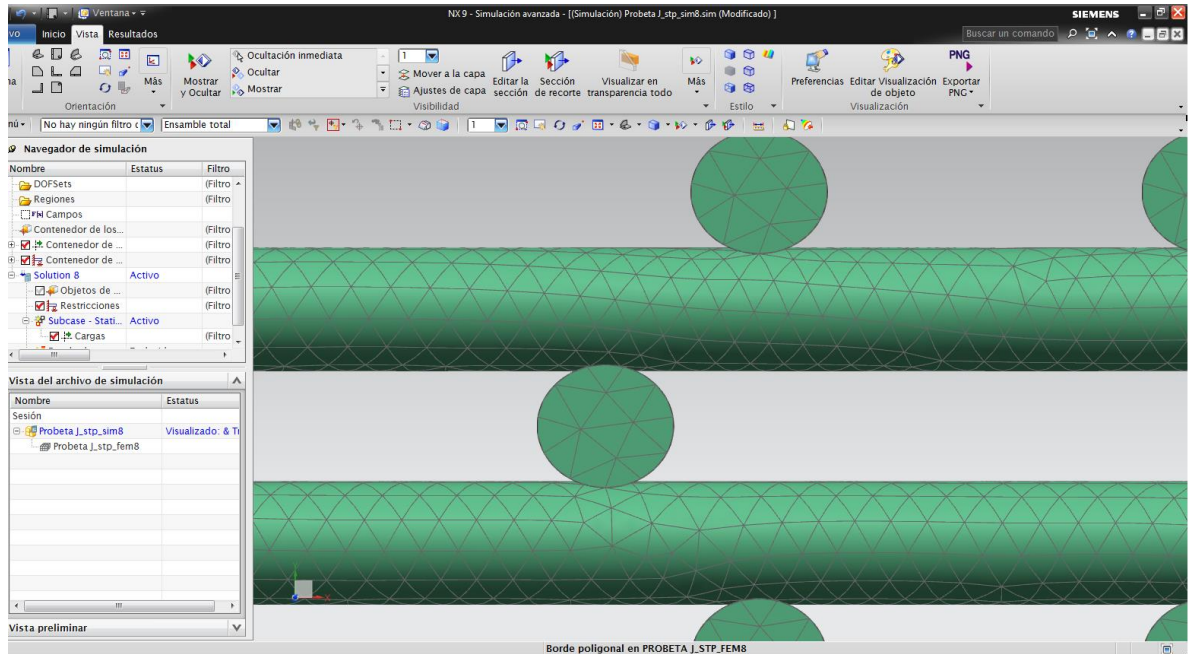 Ventana
NX 9 - Simulación avanzada - [(Simulación) Probeta J_stp_sim8.sim (Modificado) ]
SIEMENS
vo Inicio Vista Resultados
Buscar un comando
Más
Mostrar y Ocultar
Ocultación inmediata
Ocultar
Mostrar
1
Mover a la capa
Ajustes de capa
Editar la sección
Sección de recorte
Visualizar en transparencia todo
Más
Preferencias
Editar Visualización de objeto
PNG
Exportar PNG
Orientación
Visibilidad
Estilo
Visualización
nú
No hay ningún filtro
Ensamble total
1
Navegador de simulación
Nombre Estatus Filtro
DOFSets (Filtro
Regiones (Filtro
Campos
Contenedor de los... (Filtro
Contenedor de ... (Filtro
Contenedor de ... (Filtro
Solution 8 Activo
Objetos de ... (Filtro
Restricciones (Filtro
Subcase - Stati... Activo
Cargas (Filtro
Vista del archivo de simulación
Nombre Estatus
Sesión
Probeta J_stp_sim8 Visualizado: & Tr
Probeta J_stp_fem8
Vista preliminar
X
Borde poligonal en PROBETA J_STP_FEM8